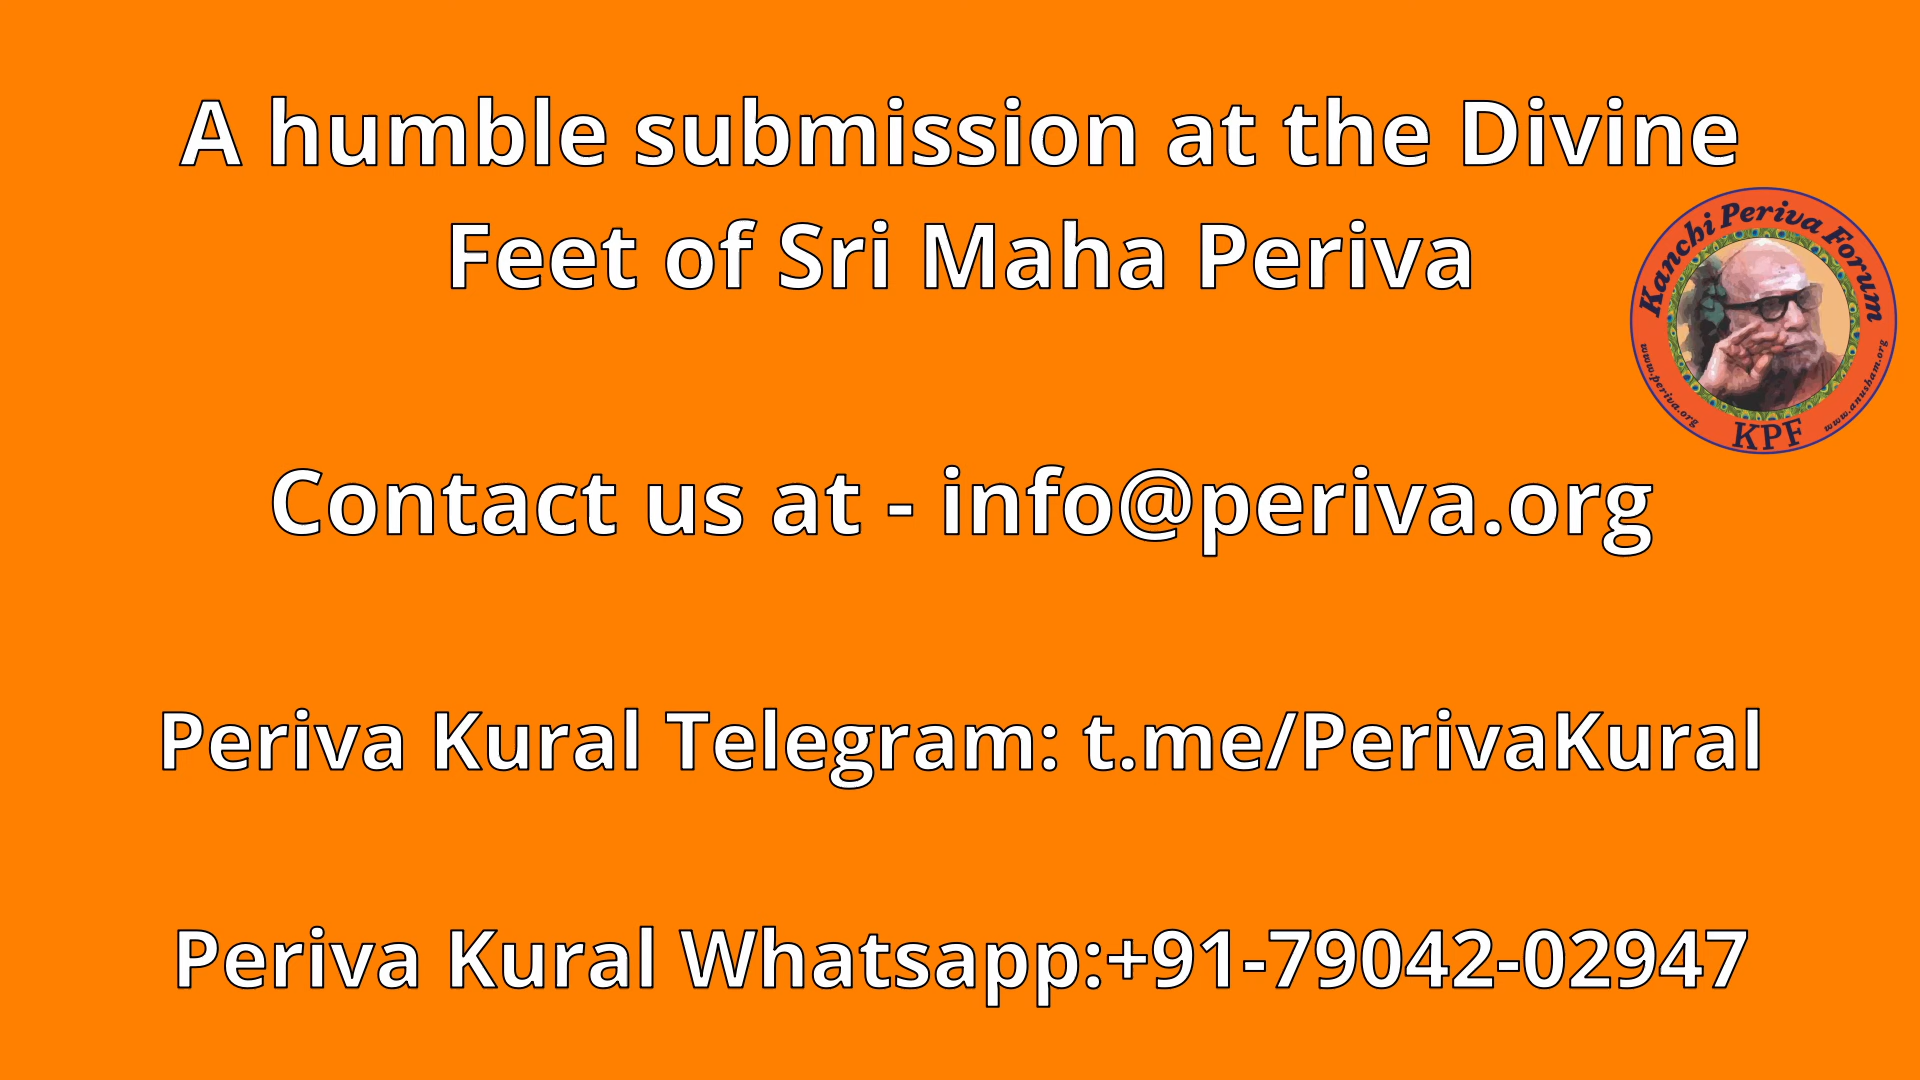 A humble submission at the Divine
Feet of Sri Maha Periva
Kanchi Periva Forum
www.periva.org
www.anusham.org
KPF
Contact us at - info@periva.org
Periva Kural Telegram: t.me/PerivaKural
Periva Kural Whatsapp:+91-79042-02947